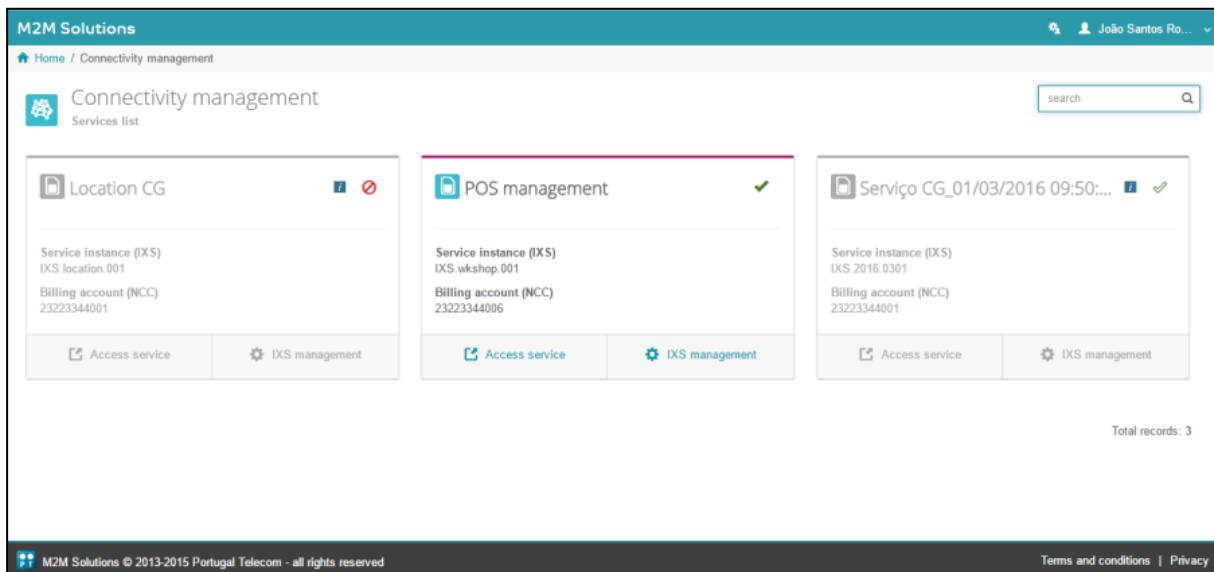 M2M Solutions
João Santos Ro...
Home / Connectivity management
Connectivity management
Services list
search
Location CG
Service instance (IXS)
IXS.location.001
Billing account (NCC)
23223344001
Access service
IXS management
POS management
Service instance (IXS)
IXS.wkshop.001
Billing account (NCC)
23223344006
Access service
IXS management
Serviço CG_01/03/2016 09:50:...
Service instance (IXS)
IXS.2016.0301
Billing account (NCC)
23223344001
Access service
IXS management
Total records: 3
M2M Solutions © 2013-2015 Portugal Telecom - all rights reserved
Terms and conditions | Privacy